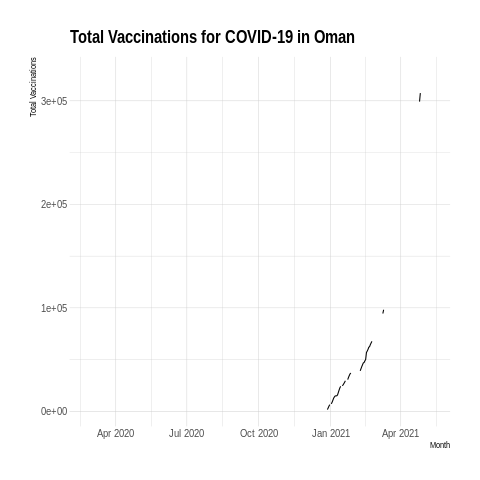 Total Vaccinations for COVID-19 in Oman
Total Vaccinations
3e+05
2e+05
1e+05
0e+00
Apr 2020 Jul 2020 Oct 2020 Jan 2021 Apr 2021
Month